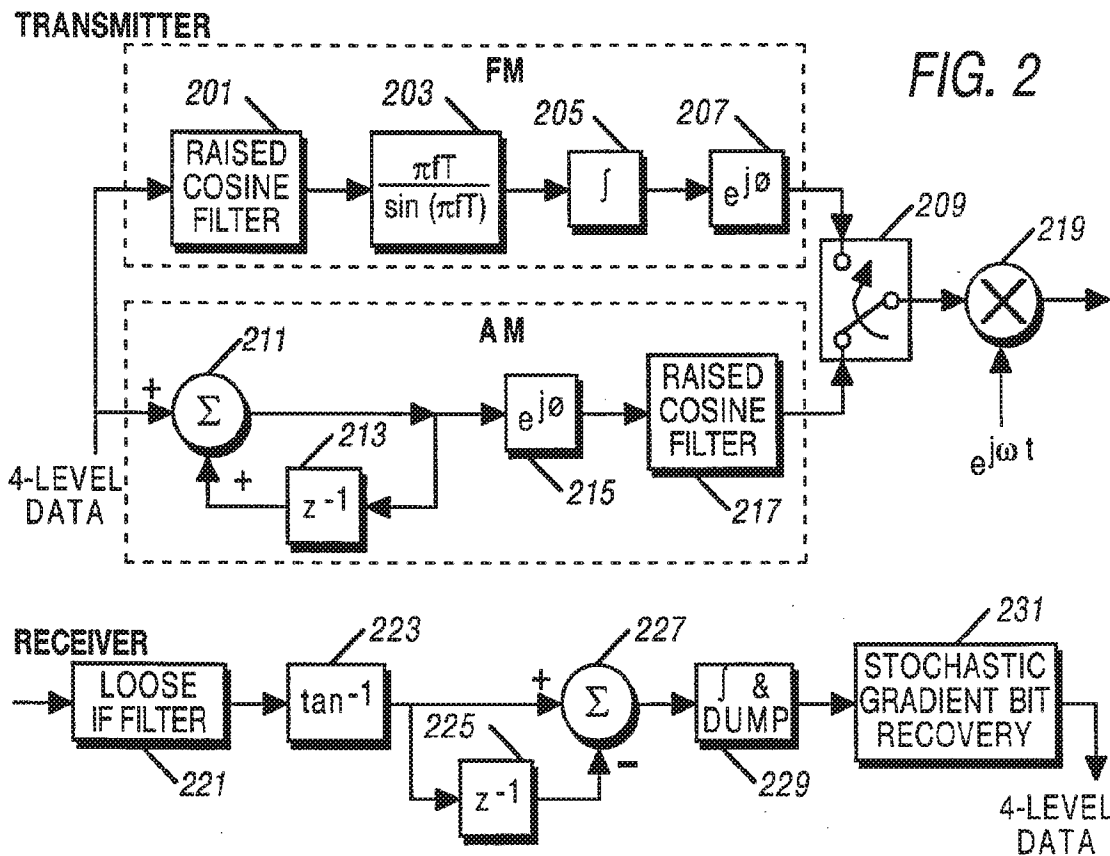 TRANSMITTER
FM
FIG. 2
201
203
205
207
RAISED
COSINE
FILTER
πfT
sin (πfT)
∫
e^jø
209
219
AM
211
+
Σ
+
213
z⁻¹
e^jø
215
RAISED
COSINE
FILTER
217
4-LEVEL
DATA
e^jω t
RECEIVER
LOOSE
IF FILTER
221
223
tan⁻¹
225
z⁻¹
227
+
Σ
−
∫ &
DUMP
229
231
STOCHASTIC
GRADIENT BIT
RECOVERY
4-LEVEL
DATA